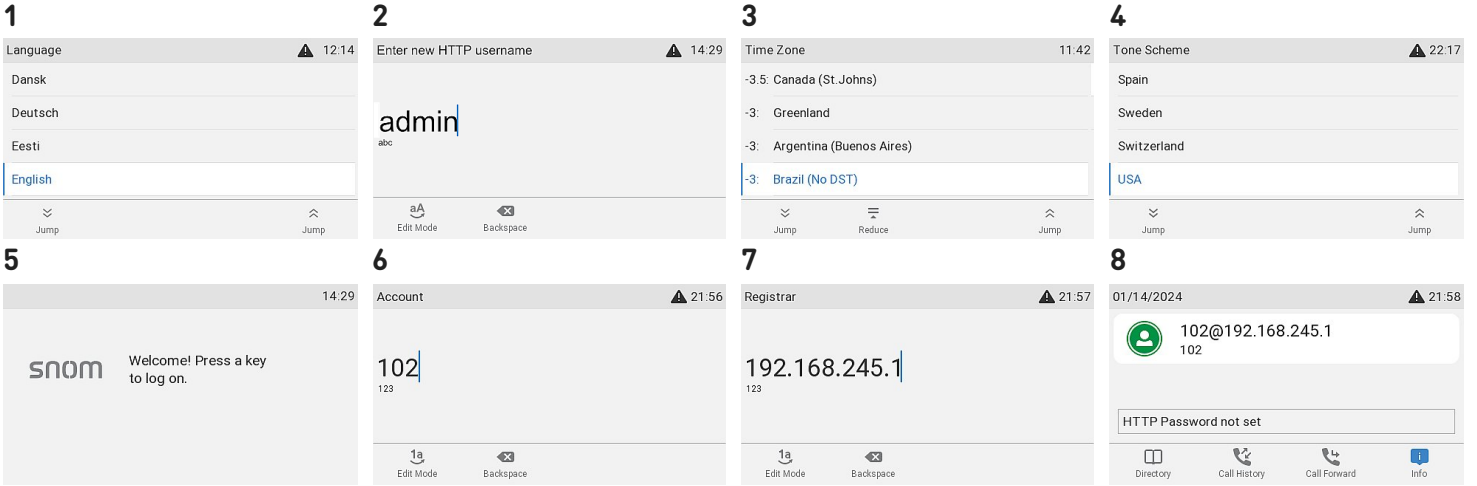 1
Language 12:14
Dansk
Deutsch
Eesti
English
Jump Jump
2
Enter new HTTP username 14:29
admin
abc
aA
Edit Mode Backspace
3
Time Zone 11:42
-3.5: Canada (St.Johns)
-3: Greenland
-3: Argentina (Buenos Aires)
-3: Brazil (No DST)
Jump Reduce Jump
4
Tone Scheme 22:17
Spain
Sweden
Switzerland
USA
Jump Jump
5
14:29
snom
Welcome! Press a key
to log on.
6
Account 21:56
102
123
1a
Edit Mode Backspace
7
Registrar 21:57
192.168.245.1
123
1a
Edit Mode Backspace
8
01/14/2024 21:58
102@192.168.245.1
102
HTTP Password not set
Directory Call History Call Forward Info